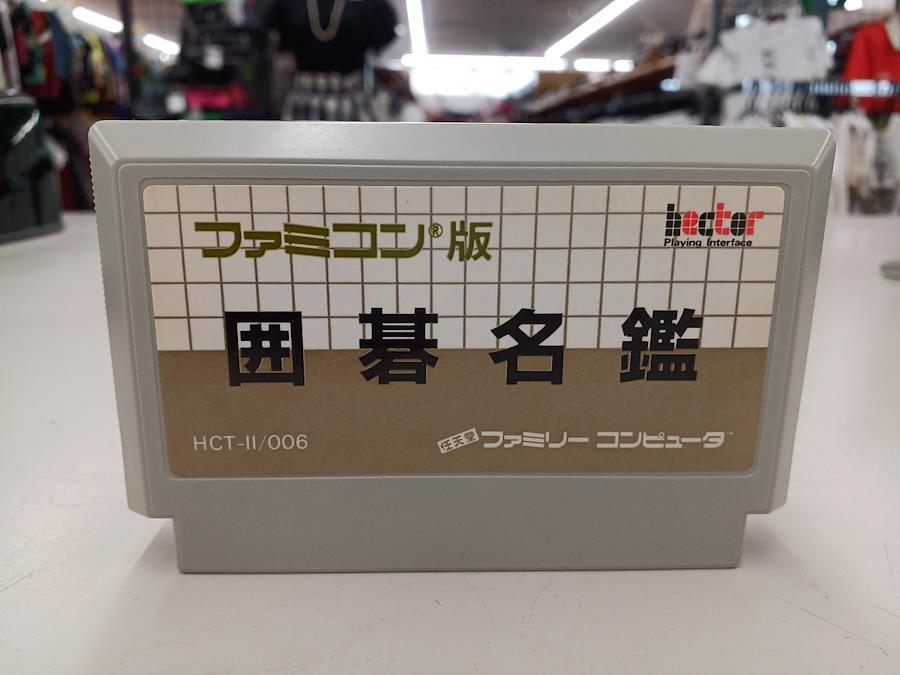 ファミコン®版
hector
Playing Interface
囲碁名鑑
HCT-II/006
任天堂 ファミリー コンピュータ™